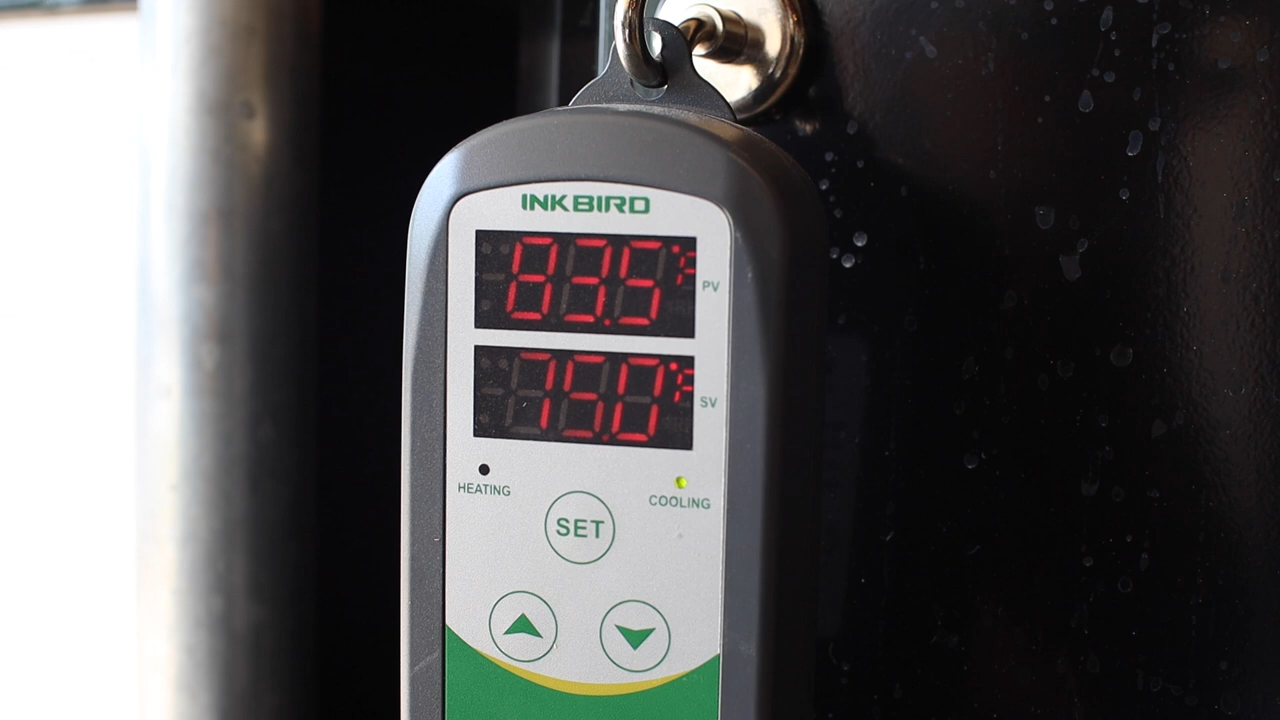 INKBIRD
83.5 °F PV
75.0 °F SV
HEATING COOLING
SET